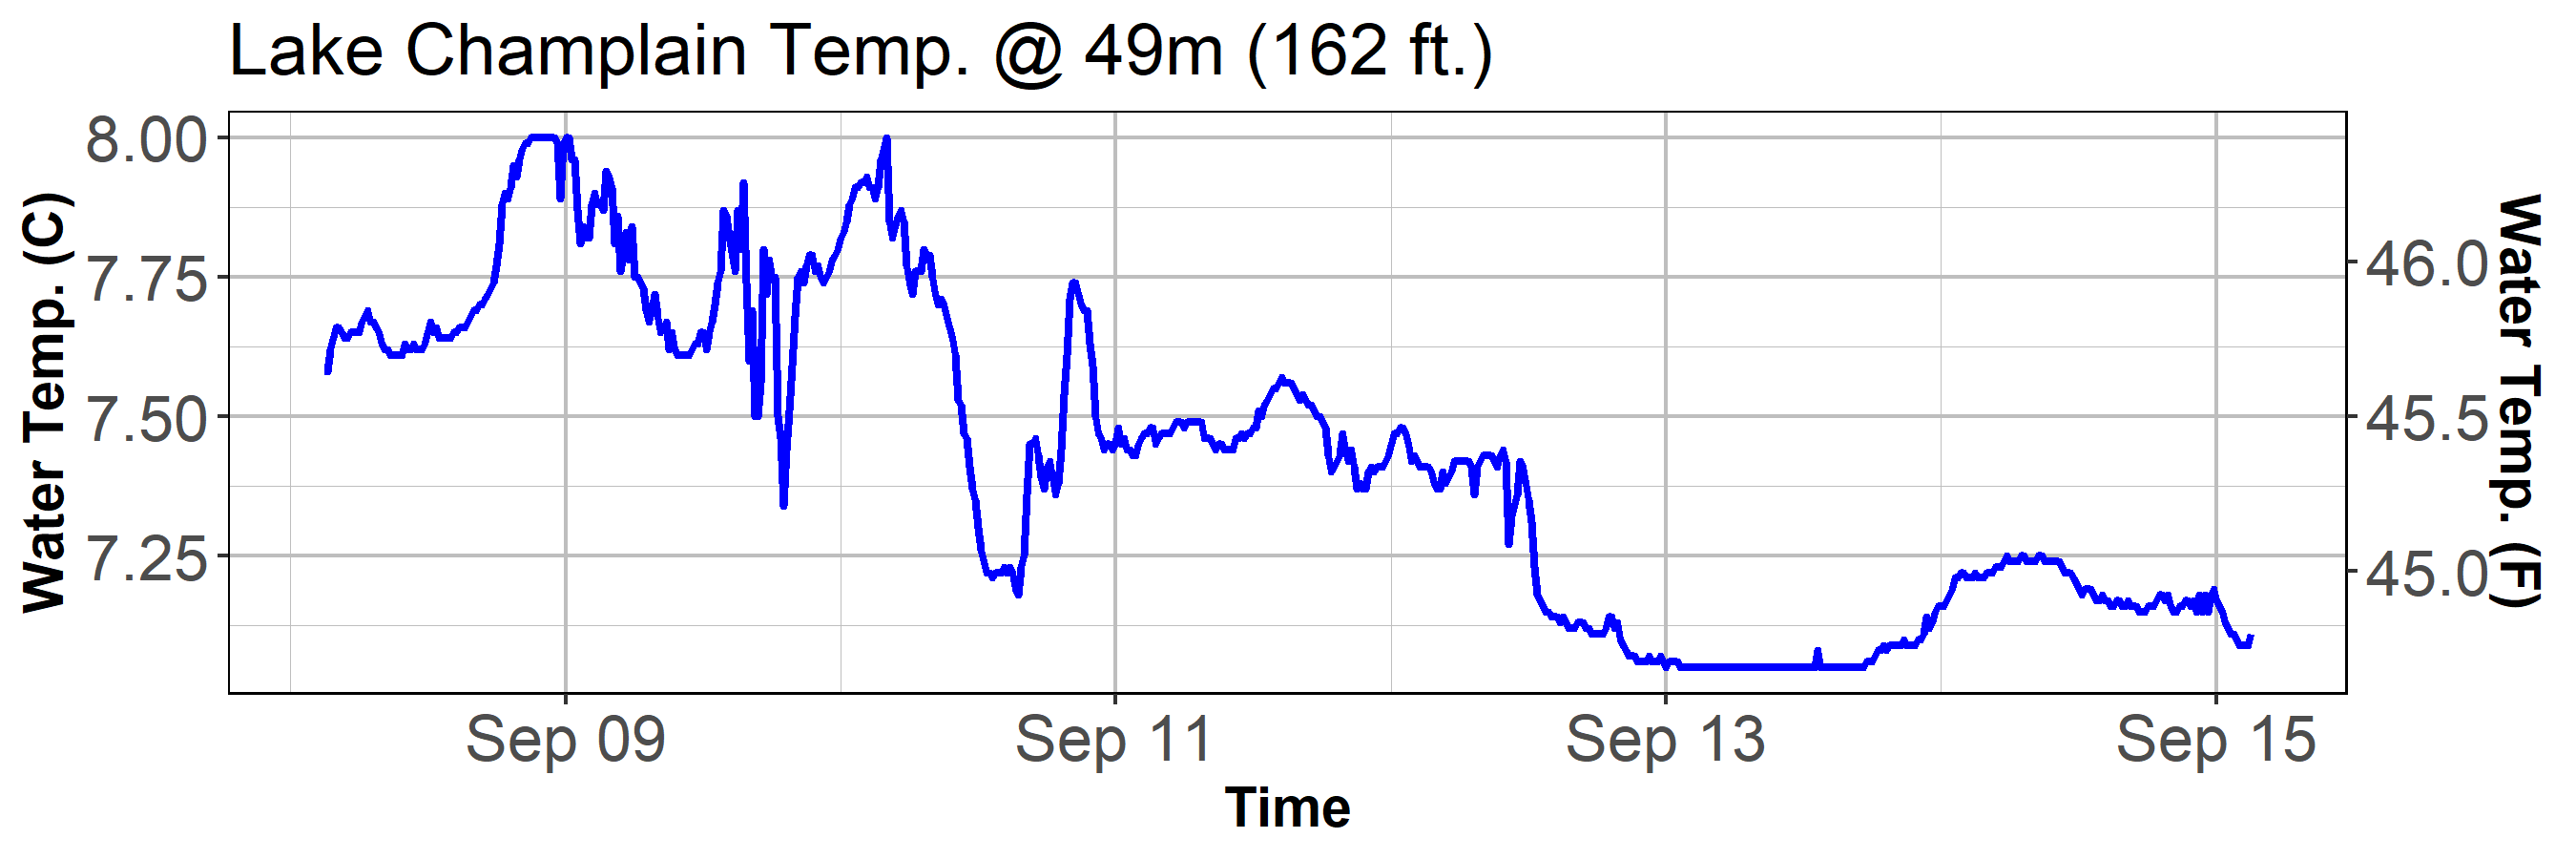 Lake Champlain Temp. @ 49m (162 ft.)
Water Temp. (C)
8.00
7.75
7.50
7.25
46.0
45.5
45.0
Water Temp. (F)
Sep 09 Sep 11 Sep 13 Sep 15
Time